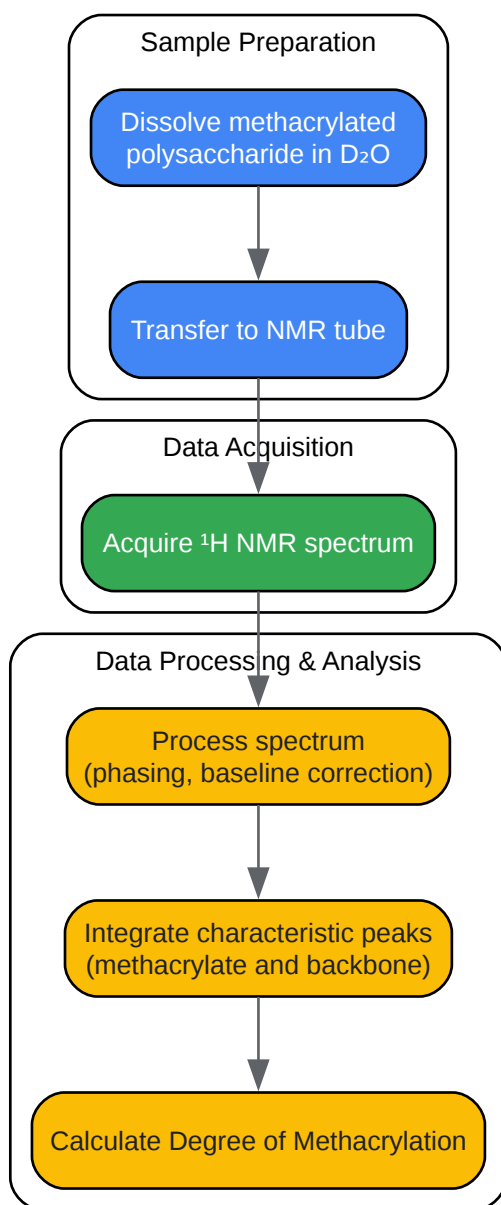 Sample Preparation
Dissolve methacrylated
polysaccharide in D₂O
Transfer to NMR tube
Data Acquisition
Acquire ¹H NMR spectrum
Data Processing & Analysis
Process spectrum
(phasing, baseline correction)
Integrate characteristic peaks
(methacrylate and backbone)
Calculate Degree of Methacrylation